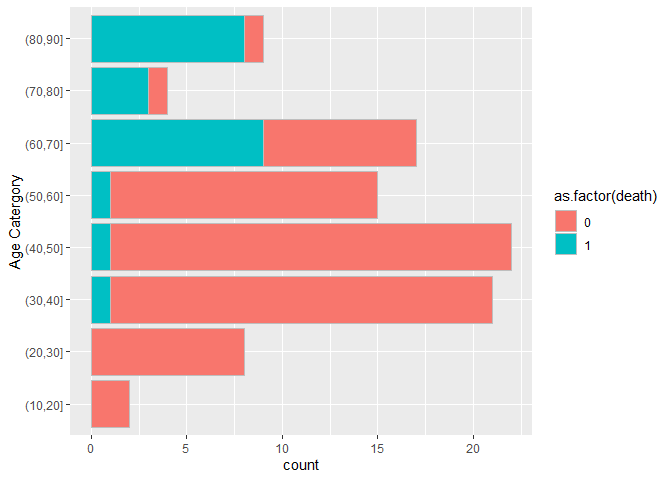 (80,90]
(70,80]
(60,70]
(50,60]
(40,50]
(30,40]
(20,30]
(10,20]
Age Catergory
0 5 10 15 20
count
as.factor(death)
0
1